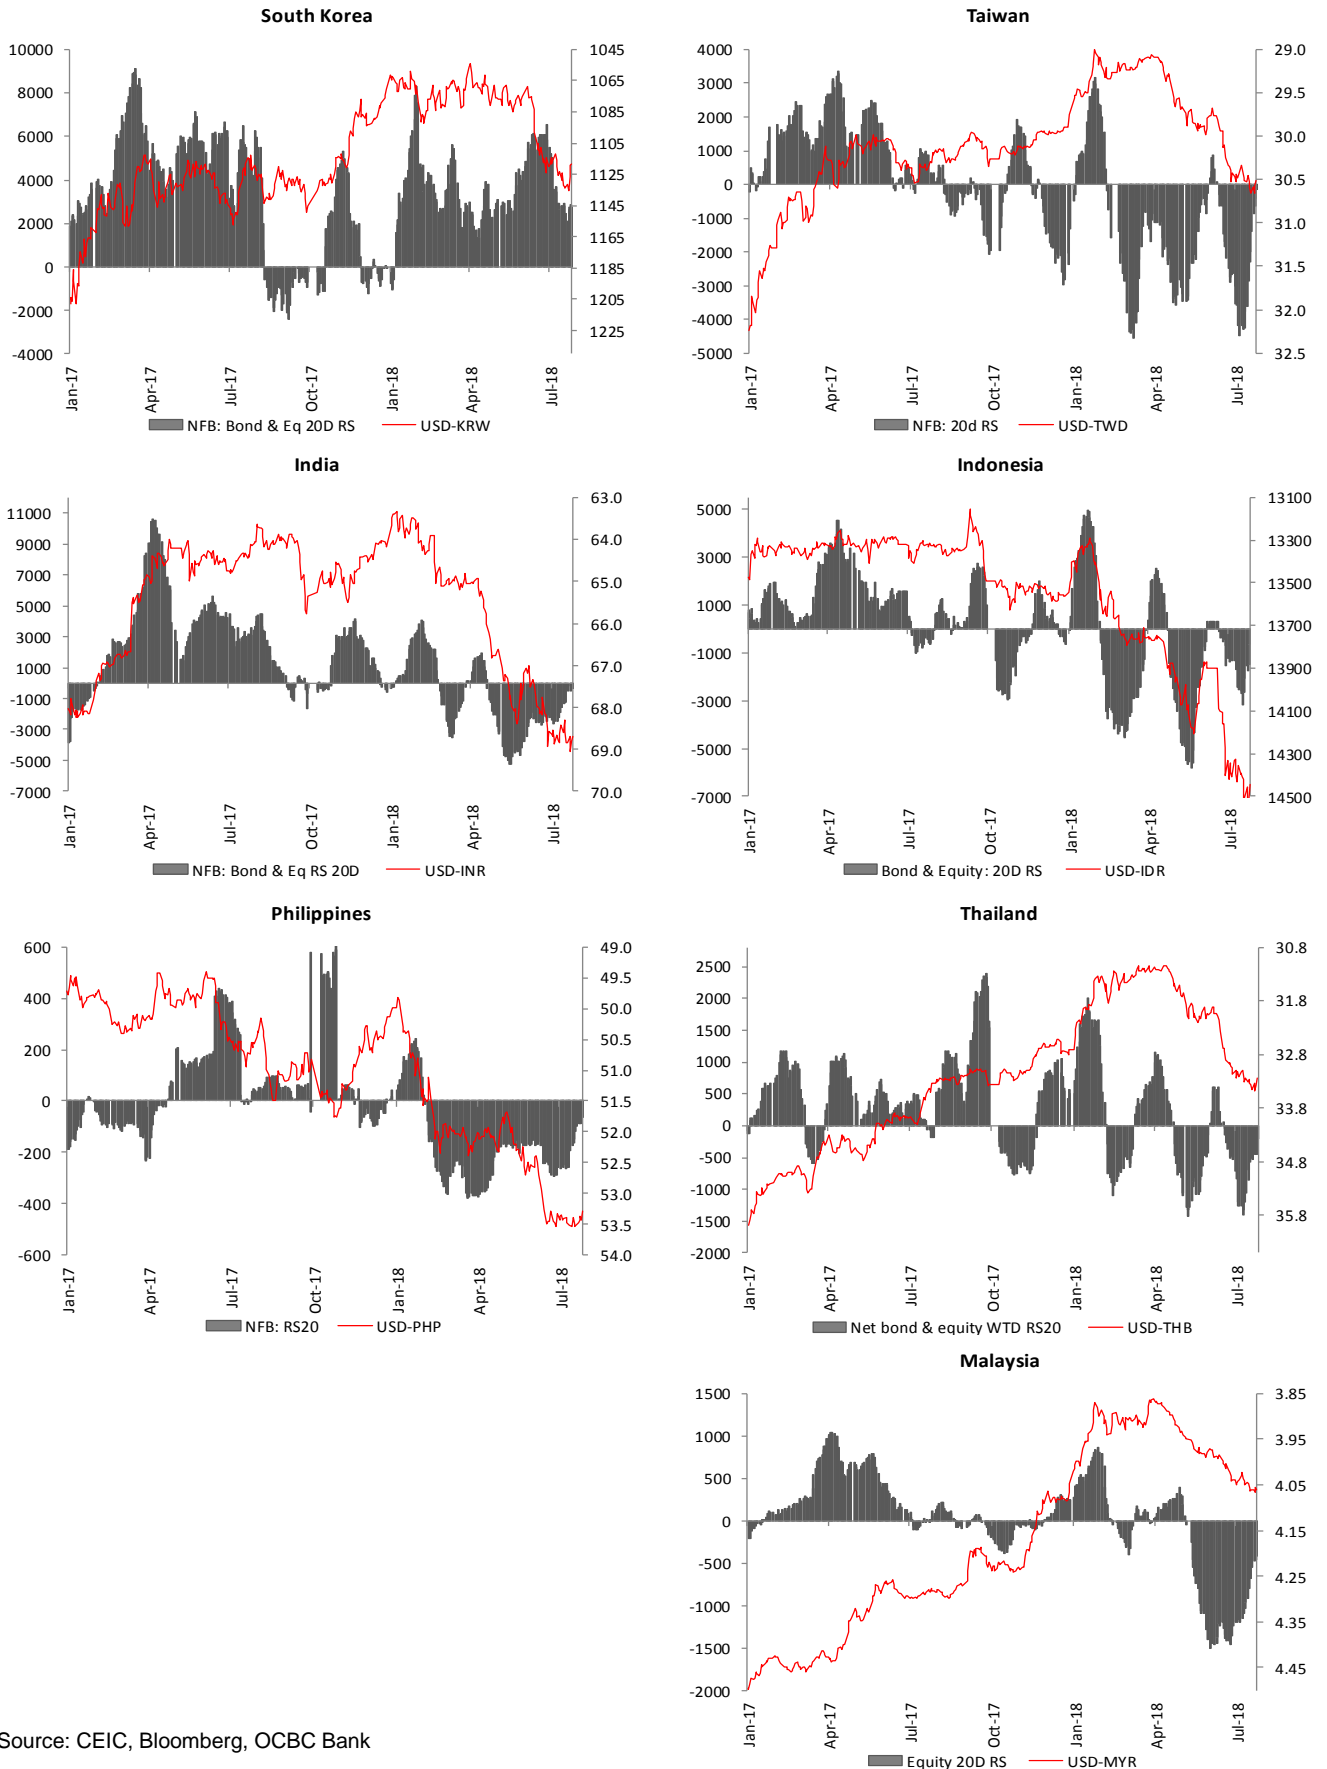 South Korea
10000
8000
6000
4000
2000
0
-2000
-4000
1045
1065
1085
1105
1125
1145
1165
1185
1205
1225
Jan-17
Apr-17
Jul-17
Oct-17
Jan-18
Apr-18
Jul-18
NFB: Bond & Eq 20D RS USD-KRW
Taiwan
4000
3000
2000
1000
0
-1000
-2000
-3000
-4000
-5000
29.0
29.5
30.0
30.5
31.0
31.5
32.0
32.5
Jan-17
Apr-17
Jul-17
Oct-17
Jan-18
Apr-18
Jul-18
NFB: 20d RS USD-TWD
India
11000
9000
7000
5000
3000
1000
-1000
-3000
-5000
-7000
63.0
64.0
65.0
66.0
67.0
68.0
69.0
70.0
Jan-17
Apr-17
Jul-17
Oct-17
Jan-18
Apr-18
Jul-18
NFB: Bond & Eq RS 20D USD-INR
Indonesia
5000
3000
1000
-1000
-3000
-5000
-7000
13100
13300
13500
13700
13900
14100
14300
14500
Jan-17
Apr-17
Jul-17
Oct-17
Jan-18
Apr-18
Jul-18
Bond & Equity: 20D RS USD-IDR
Philippines
600
400
200
0
-200
-400
-600
49.0
49.5
50.0
50.5
51.0
51.5
52.0
52.5
53.0
53.5
54.0
Jan-17
Apr-17
Jul-17
Oct-17
Jan-18
Apr-18
Jul-18
NFB: RS20 USD-PHP
Thailand
2500
2000
1500
1000
500
0
-500
-1000
-1500
-2000
30.8
31.8
32.8
33.8
34.8
35.8
Jan-17
Apr-17
Jul-17
Oct-17
Jan-18
Apr-18
Jul-18
Net bond & equity WTD RS20 USD-THB
Malaysia
1500
1000
500
0
-500
-1000
-1500
-2000
3.85
3.95
4.05
4.15
4.25
4.35
4.45
Jan-17
Apr-17
Jul-17
Oct-17
Jan-18
Apr-18
Jul-18
Equity 20D RS USD-MYR
Source: CEIC, Bloomberg, OCBC Bank